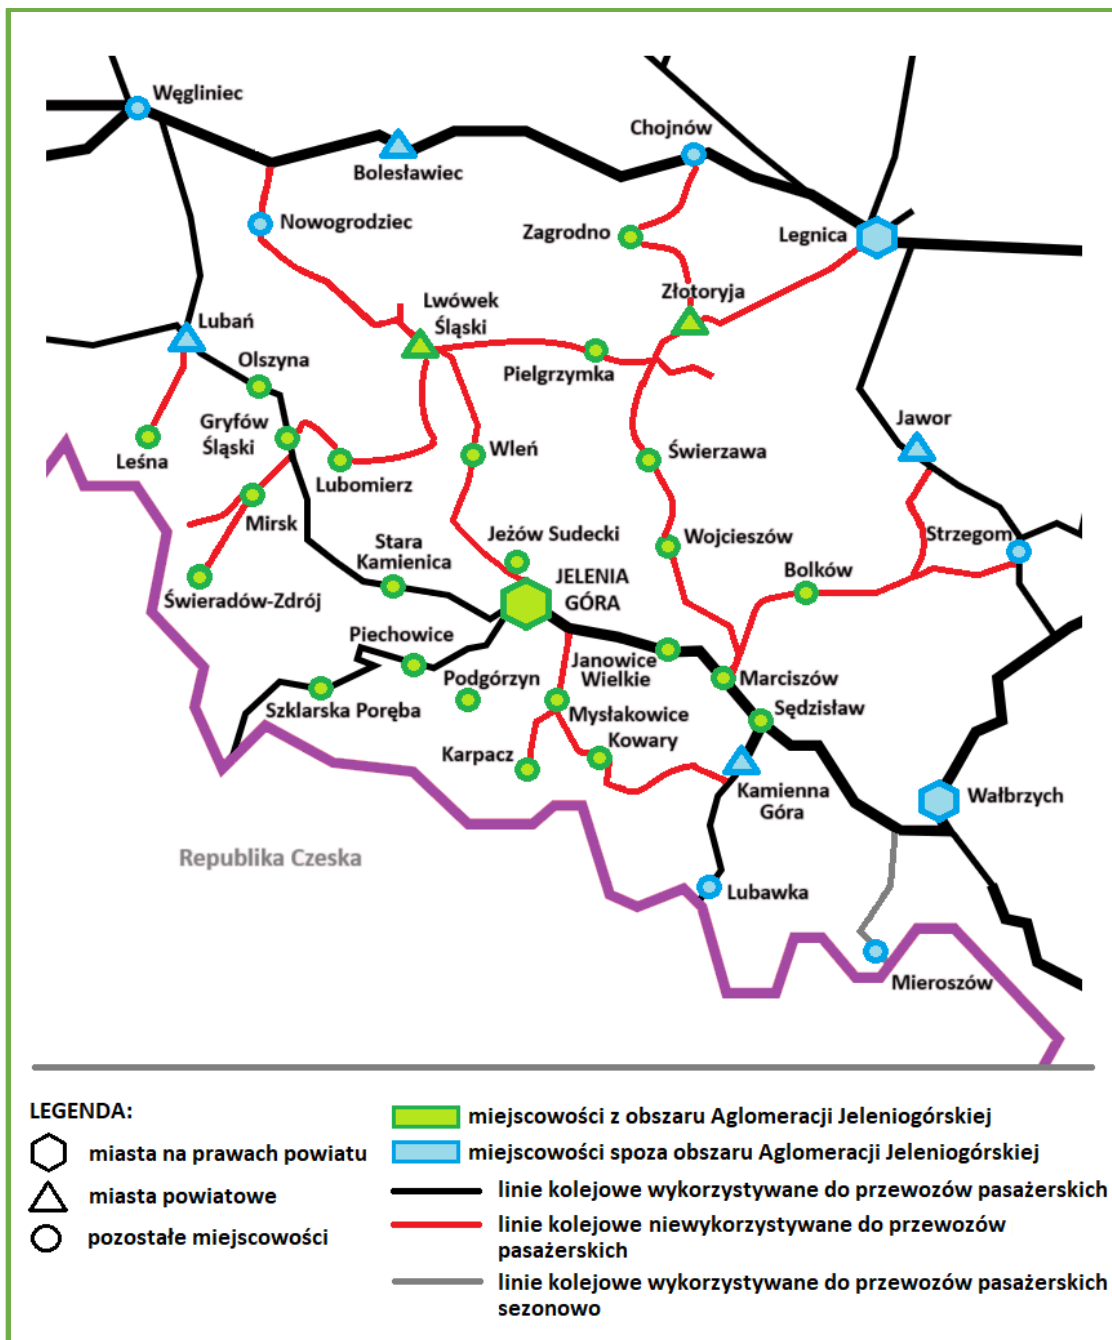 Węgliniec
Chojnów
Bolesławiec
Nowogrodziec
Zagrodno
Legnica
Lwówek
Śląski
Złotoryja
Lubań
Olszyna
Pielgrzymka
Gryfów
Śląski
Jawor
Leśna
Lubomierz
Wleń
Świerzawa
Mirsk
Stara
Kamienica
Jeżów Sudecki
Wojcieszów
Strzegom
Bolków
Świeradów-Zdrój
JELENIA
GÓRA
Piechowice
Janowice
Wielkie
Podgórzyn
Marciszów
Szklarska Poręba
Mysłakowice
Sędzisław
Karpacz
Kowary
Kamienna
Góra
Wałbrzych
Republika Czeska
Lubawka
Mieroszów
LEGENDA:
miasta na prawach powiatu
miasta powiatowe
pozostałe miejscowości
miejscowości z obszaru Aglomeracji Jeleniogórskiej
miejscowości spoza obszaru Aglomeracji Jeleniogórskiej
linie kolejowe wykorzystywane do przewozów pasażerskich
linie kolejowe niewykorzystywane do przewozów
pasażerskich
linie kolejowe wykorzystywane do przewozów pasażerskich
sezonowo